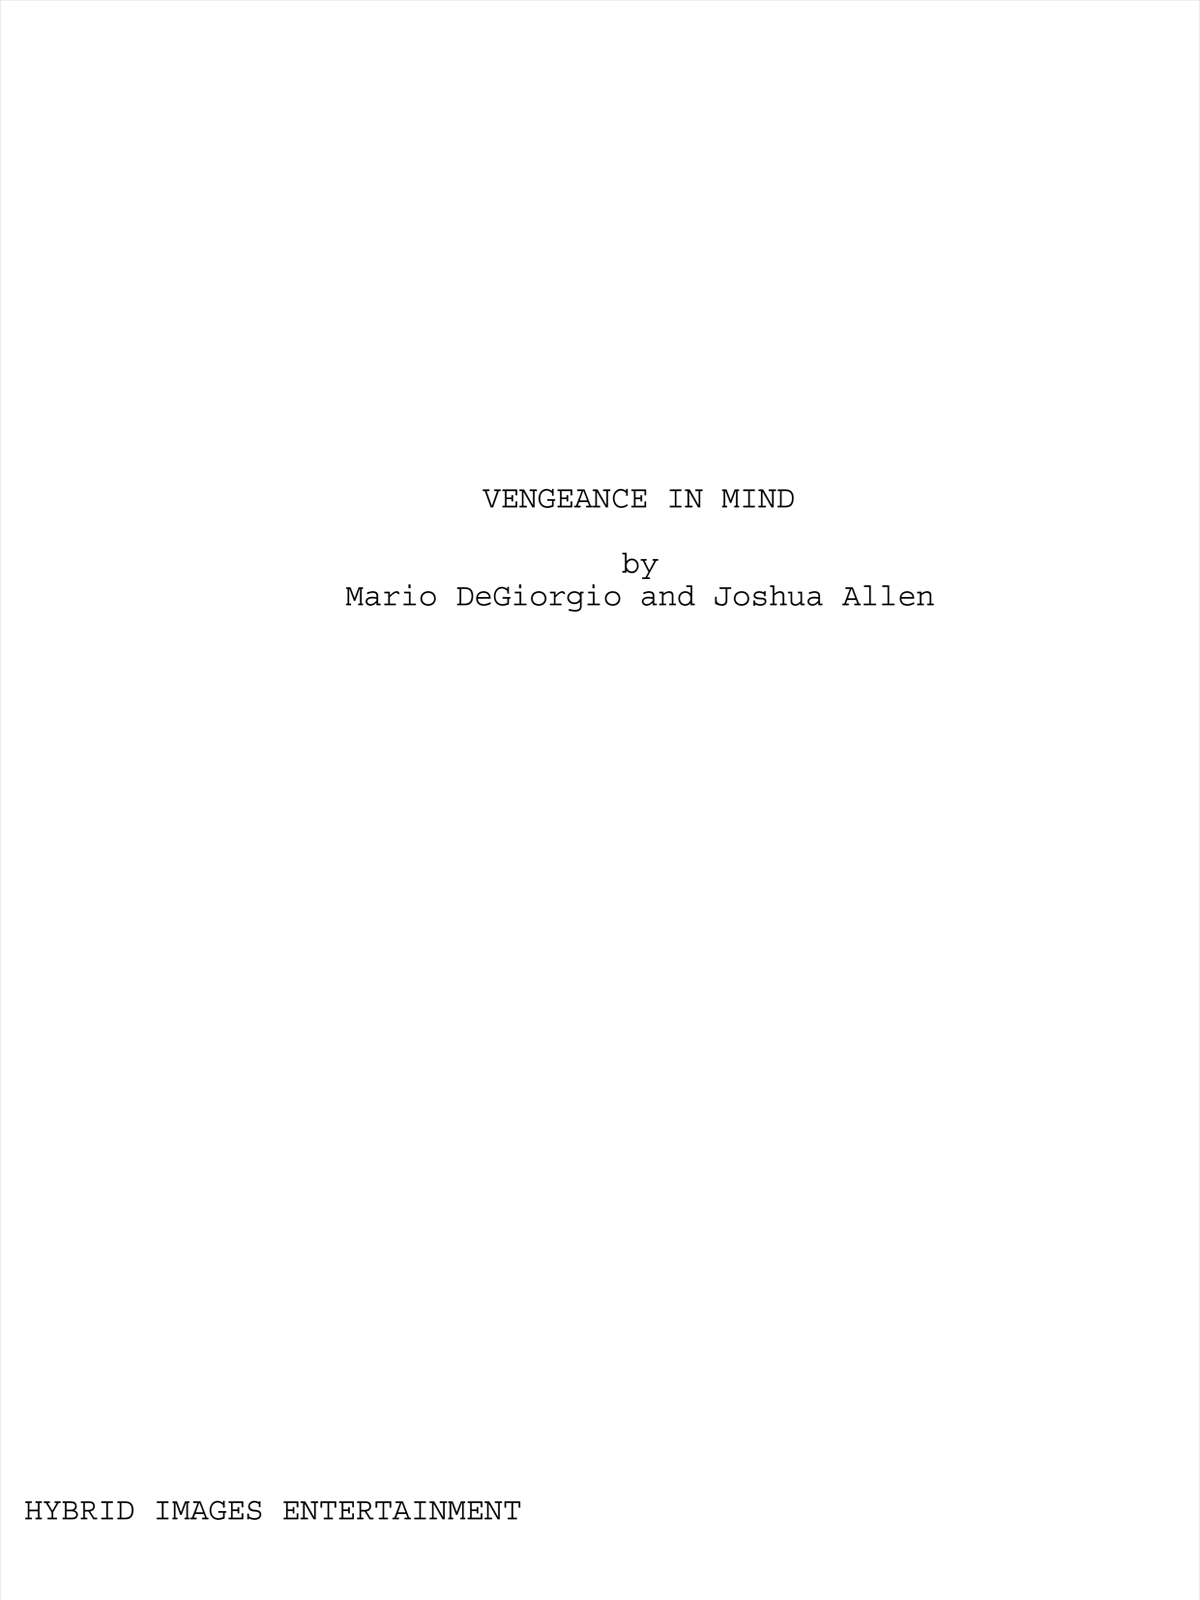 VENGEANCE IN MIND
by
Mario DeGiorgio and Joshua Allen
HYBRID IMAGES ENTERTAINMENT